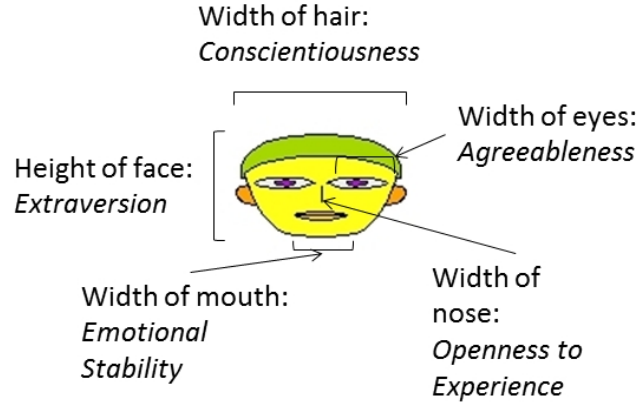 Width of hair:
Conscientiousness
Width of eyes:
Agreeableness
Height of face:
Extraversion
Width of mouth:
Emotional
Stability
Width of
nose:
Openness to
Experience